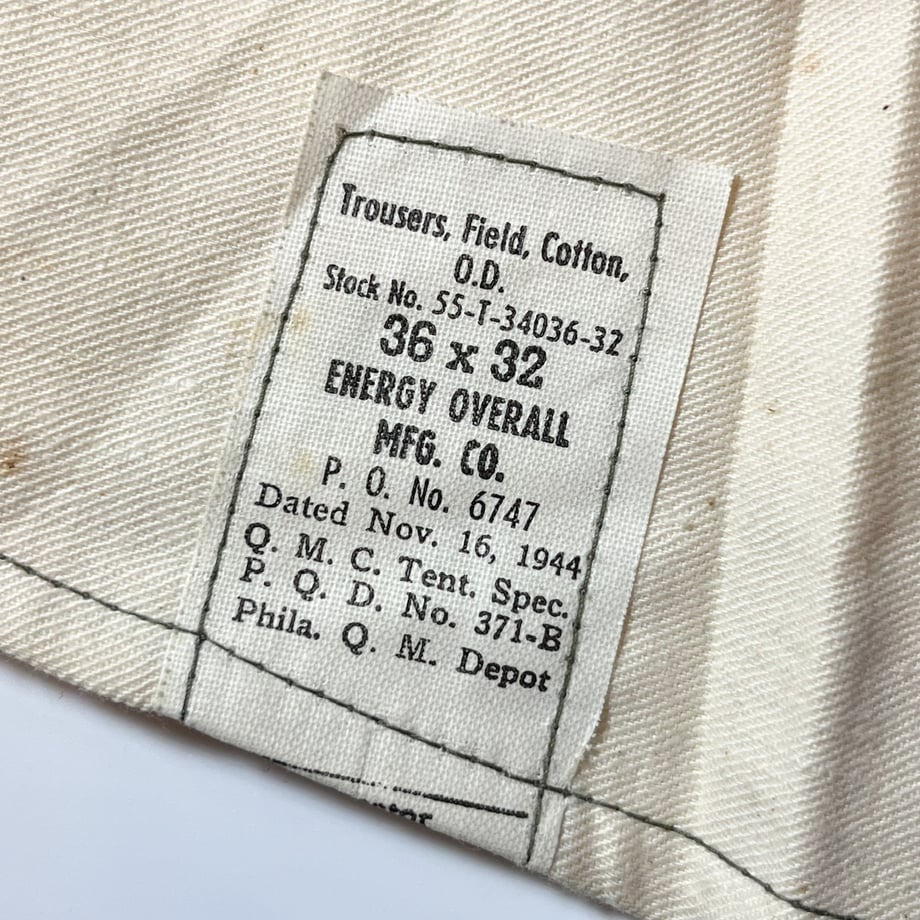 Trousers, Field, Cotton,
O.D.
Stock No. 55-T-34036-32
36 x 32
ENERGY OVERALL
MFG. CO.
P. O. No. 6747
Dated Nov. 16, 1944
Q. M. C. Tent. Spec.
P. Q. D. No. 371-B
Phila. Q. M. Depot